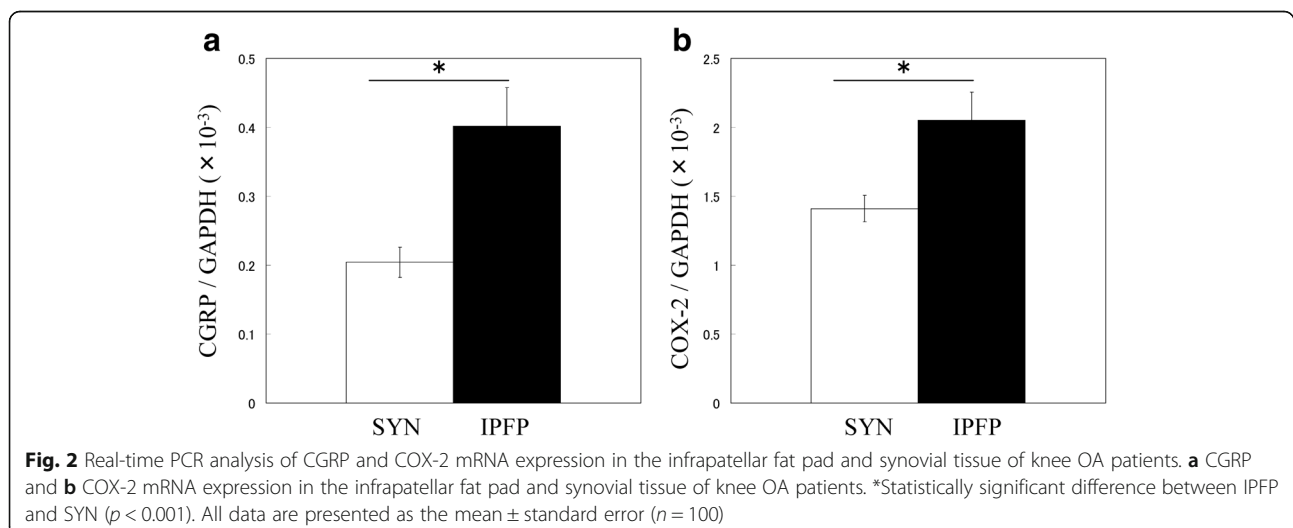 a
0.5
0.4
0.3
0.2
0.1
0
CGRP / GAPDH ( × 10⁻³)
*
SYN IPFP
b
2.5
2
1.5
1
0.5
0
COX-2 / GAPDH ( × 10⁻³)
*
SYN IPFP
Fig. 2 Real-time PCR analysis of CGRP and COX-2 mRNA expression in the infrapatellar fat pad and synovial tissue of knee OA patients. a CGRP
and b COX-2 mRNA expression in the infrapatellar fat pad and synovial tissue of knee OA patients. *Statistically significant difference between IPFP
and SYN (p < 0.001). All data are presented as the mean ± standard error (n = 100)